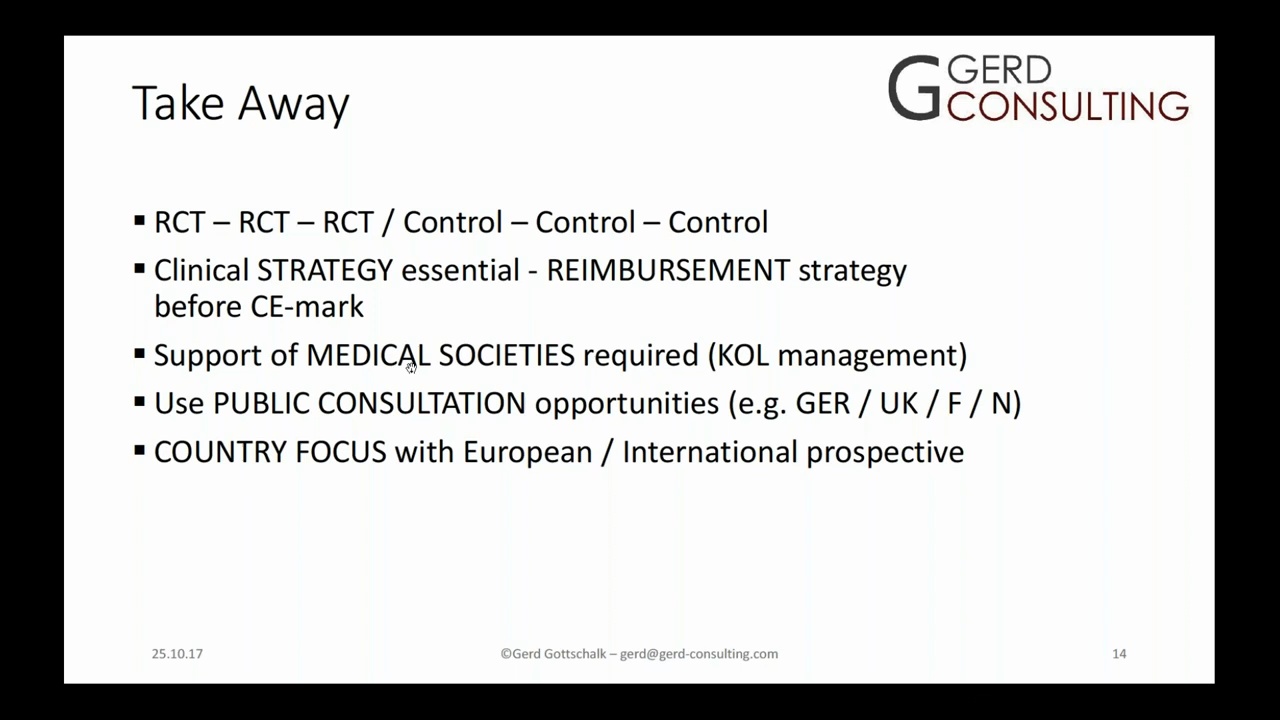 Take Away
G GERD
CONSULTING
▪ RCT – RCT – RCT / Control – Control – Control
▪ Clinical STRATEGY essential - REIMBURSEMENT strategy
before CE-mark
▪ Support of MEDICAL SOCIETIES required (KOL management)
▪ Use PUBLIC CONSULTATION opportunities (e.g. GER / UK / F / N)
▪ COUNTRY FOCUS with European / International prospective
25.10.17
©Gerd Gottschalk – gerd@gerd-consulting.com
14